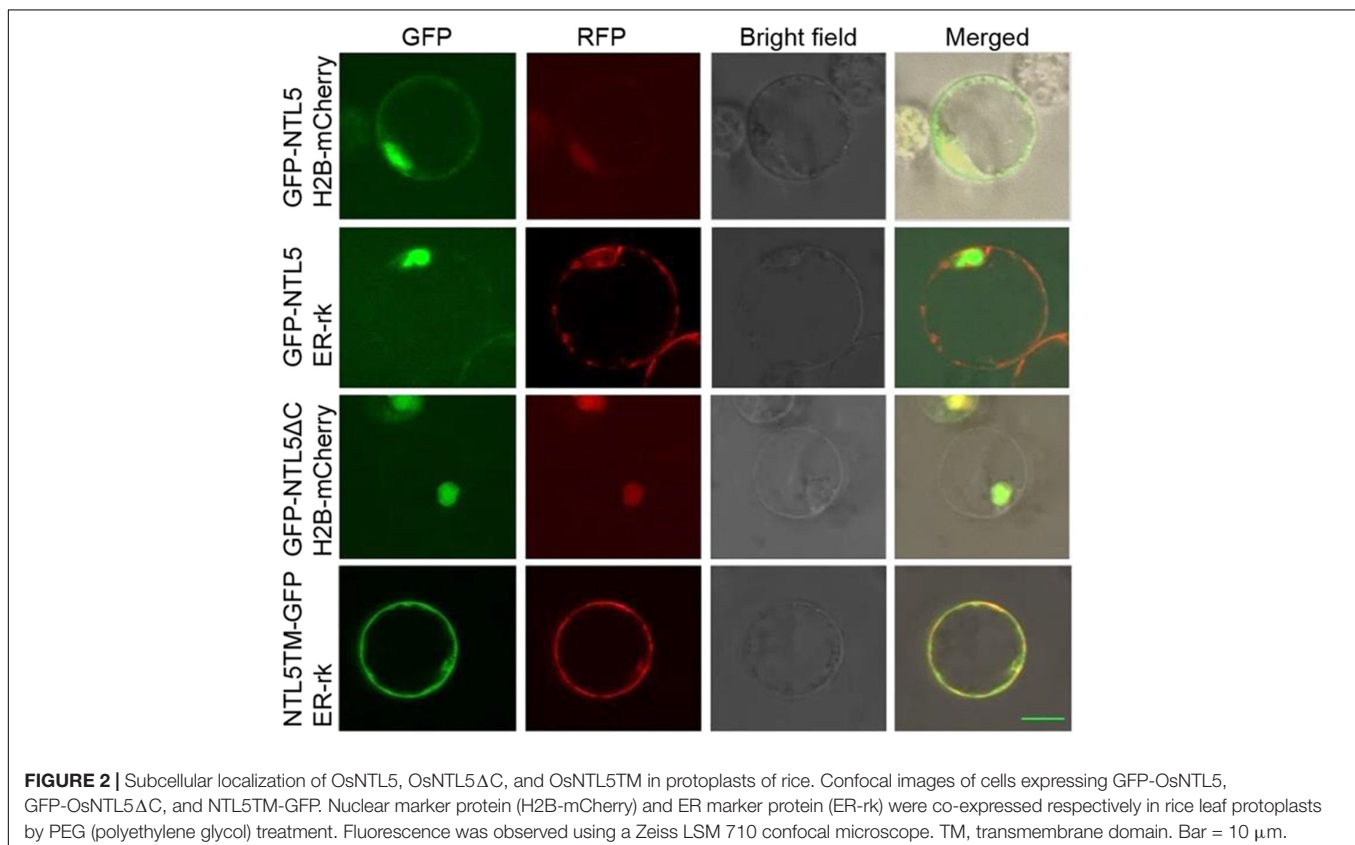 GFP RFP Bright field Merged
GFP-NTL5
H2B-mCherry
GFP-NTL5
ER-rk
GFP-NTL5ΔC
H2B-mCherry
NTL5TM-GFP
ER-rk
FIGURE 2 | Subcellular localization of OsNTL5, OsNTL5ΔC, and OsNTL5TM in protoplasts of rice. Confocal images of cells expressing GFP-OsNTL5,
GFP-OsNTL5ΔC, and NTL5TM-GFP. Nuclear marker protein (H2B-mCherry) and ER marker protein (ER-rk) were co-expressed respectively in rice leaf protoplasts
by PEG (polyethylene glycol) treatment. Fluorescence was observed using a Zeiss LSM 710 confocal microscope. TM, transmembrane domain. Bar = 10 μm.